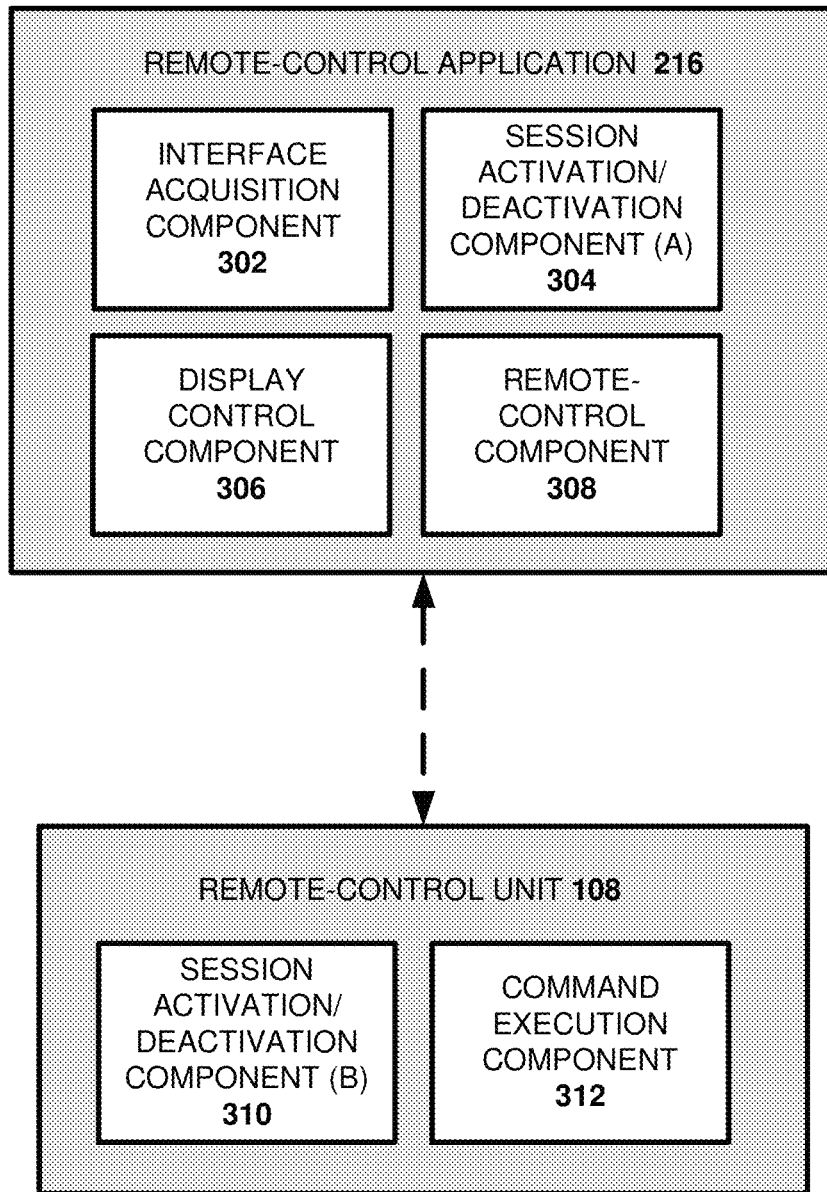 REMOTE-CONTROL APPLICATION 216
INTERFACE
ACQUISITION
COMPONENT
302
SESSION
ACTIVATION/
DEACTIVATION
COMPONENT (A)
304
DISPLAY
CONTROL
COMPONENT
306
REMOTE-
CONTROL
COMPONENT
308
REMOTE-CONTROL UNIT 108
SESSION
ACTIVATION/
DEACTIVATION
COMPONENT (B)
310
COMMAND
EXECUTION
COMPONENT
312